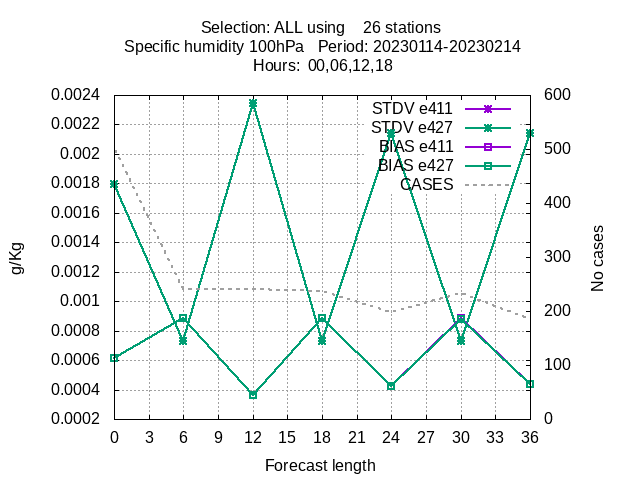 Selection: ALL using    26 stations
Specific humidity 100hPa   Period: 20230114-20230214
Hours:  00,06,12,18
0.0024
0.0022
0.002
0.0018
0.0016
0.0014
0.0012
0.001
0.0008
0.0006
0.0004
0.0002
g/Kg
STDV e411
STDV e427
BIAS e411
BIAS e427
CASES
600
500
400
300
200
100
0
No cases
0 3 6 9 12 15 18 21 24 27 30 33 36
Forecast length